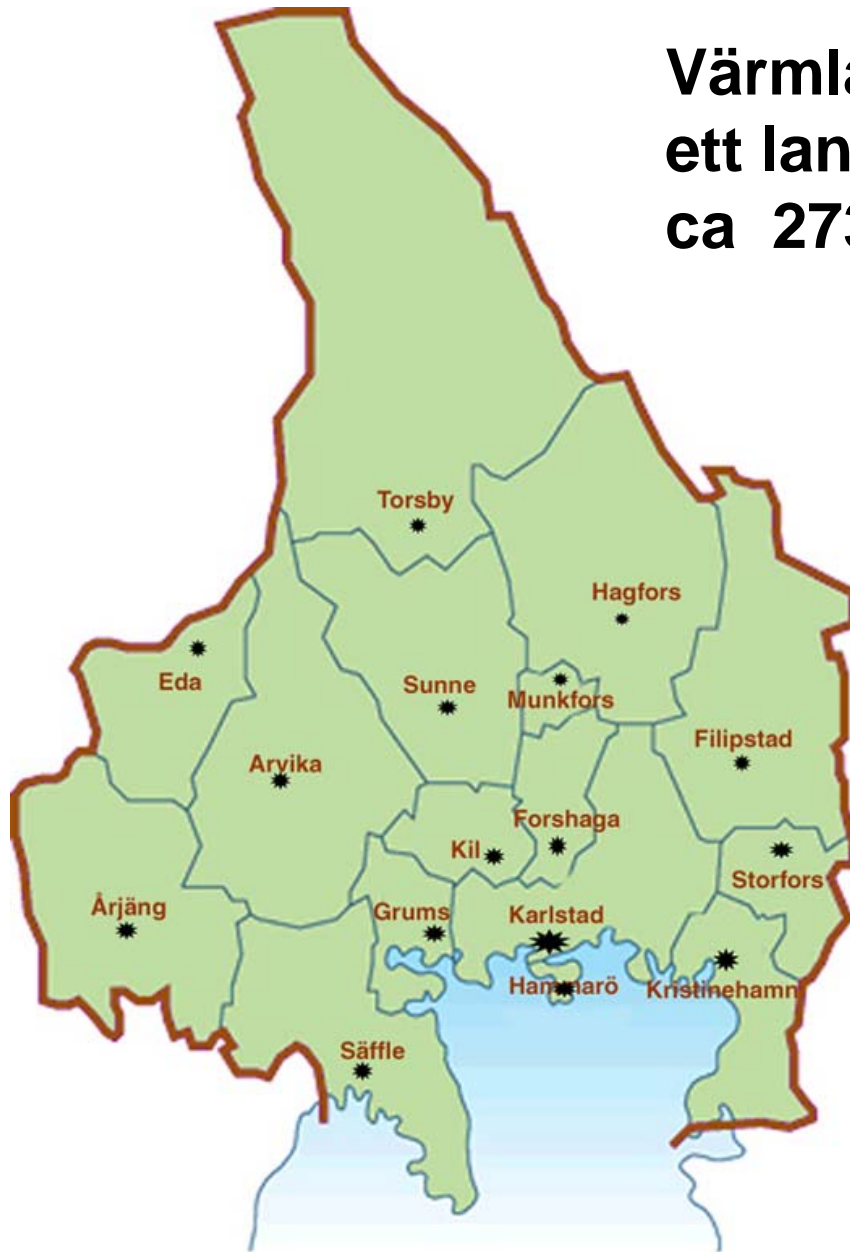 Värmla
ett lan
ca 273
Torsby
Hagfors
Eda
Sunne
Munkfors
Filipstad
Arvika
Forshaga
Kil
Storfors
Årjäng
Grums
Karlstad
Hammarö
Kristinehamn
Säffle